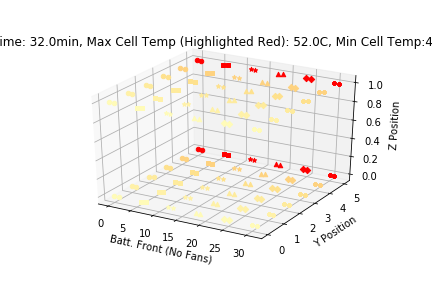 ime: 32.0min, Max Cell Temp (Highlighted Red): 52.0C, Min Cell Temp:4
1.0
0.8
0.6
0.4
0.2
0.0
Z Position
0 5 10 15 20 25 30
Batt. Front (No Fans)
0 1 2 3 4 5
Y Position